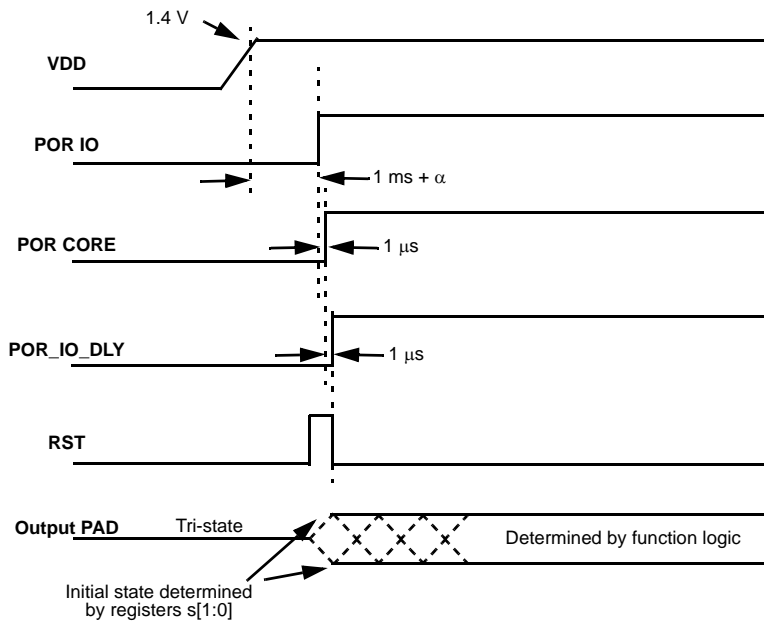 1.4 V
VDD
POR IO
1 ms + α
POR CORE
1 μs
POR_IO_DLY
1 μs
RST
Output PAD
Tri-state
Determined by function logic
Initial state determined
by registers s[1:0]